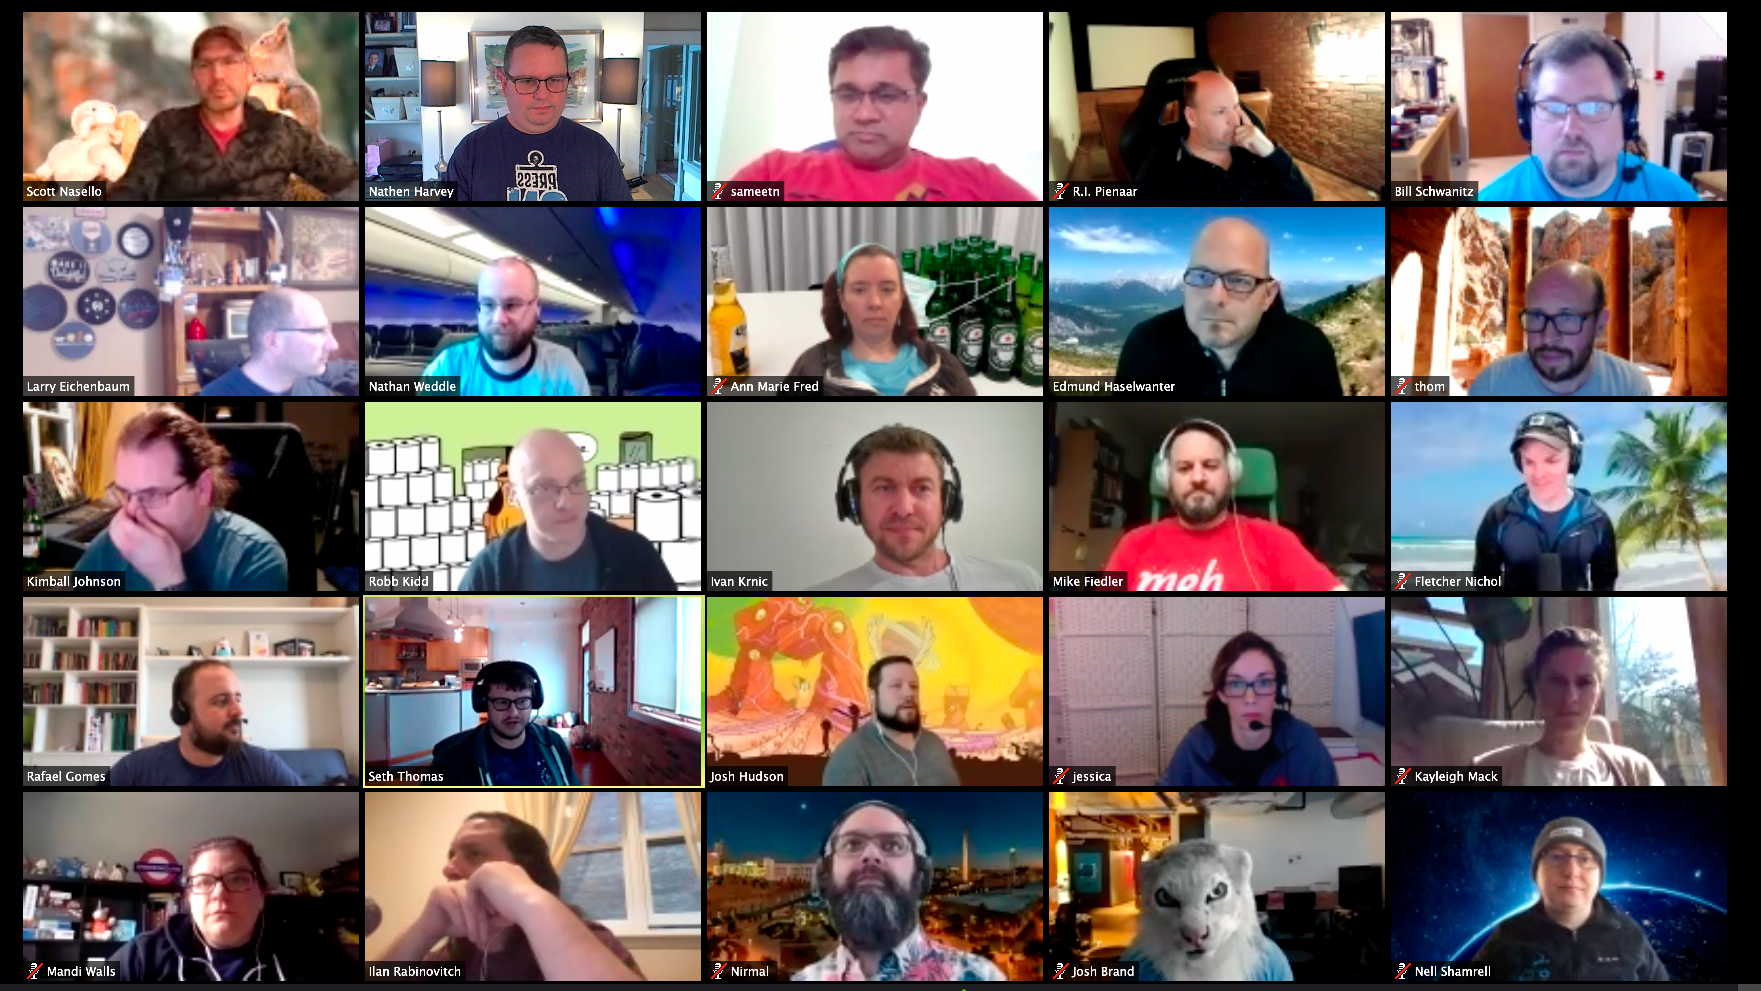 Scott Nasello
Nathen Harvey
sameetn
R.I. Pienaar
Bill Schwanitz
PRESS
Larry Eichenbaum
Nathan Weddle
Ann Marie Fred
Edmund Haselwanter
thom
Kimball Johnson
Robb Kidd
Ivan Krnic
Mike Fiedler
Fletcher Nichol
meh
Rafael Gomes
Seth Thomas
Josh Hudson
jessica
Kayleigh Mack
Mandi Walls
Ilan Rabinovitch
Nirmal
Josh Brand
Nell Shamrell